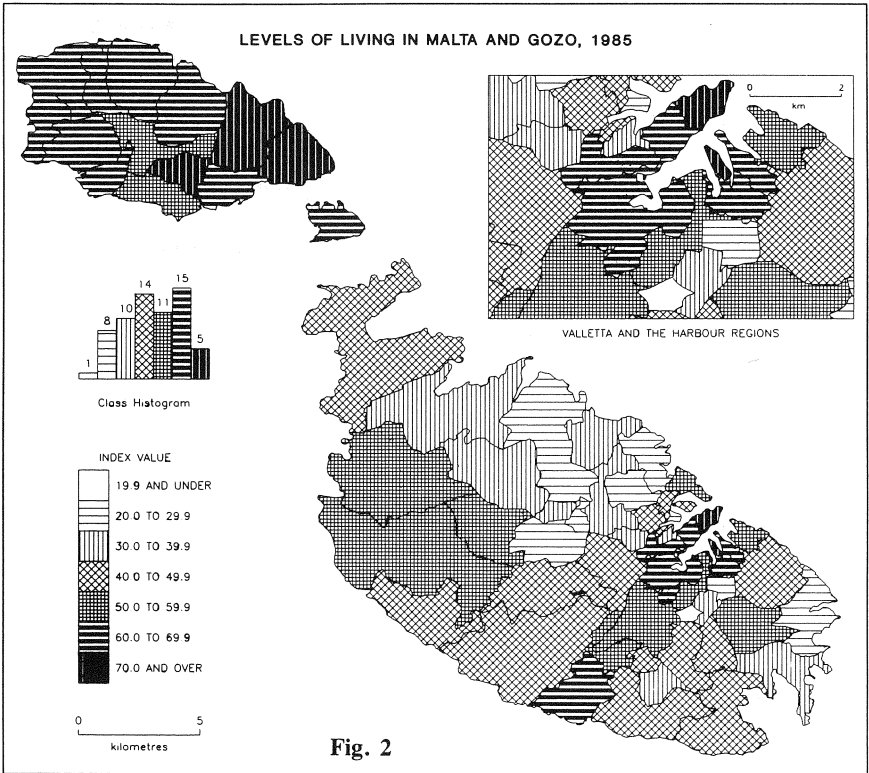 LEVELS OF LIVING IN MALTA AND GOZO, 1985
0 2
km
VALLETTA AND THE HARBOUR REGIONS
1 8 10 14 11 15 5
Class Histogram
INDEX VALUE
19.9 AND UNDER
20.0 TO 29.9
30.0 TO 39.9
40.0 TO 49.9
50.0 TO 59.9
60.0 TO 69.9
70.0 AND OVER
0 5
kilometres
Fig. 2